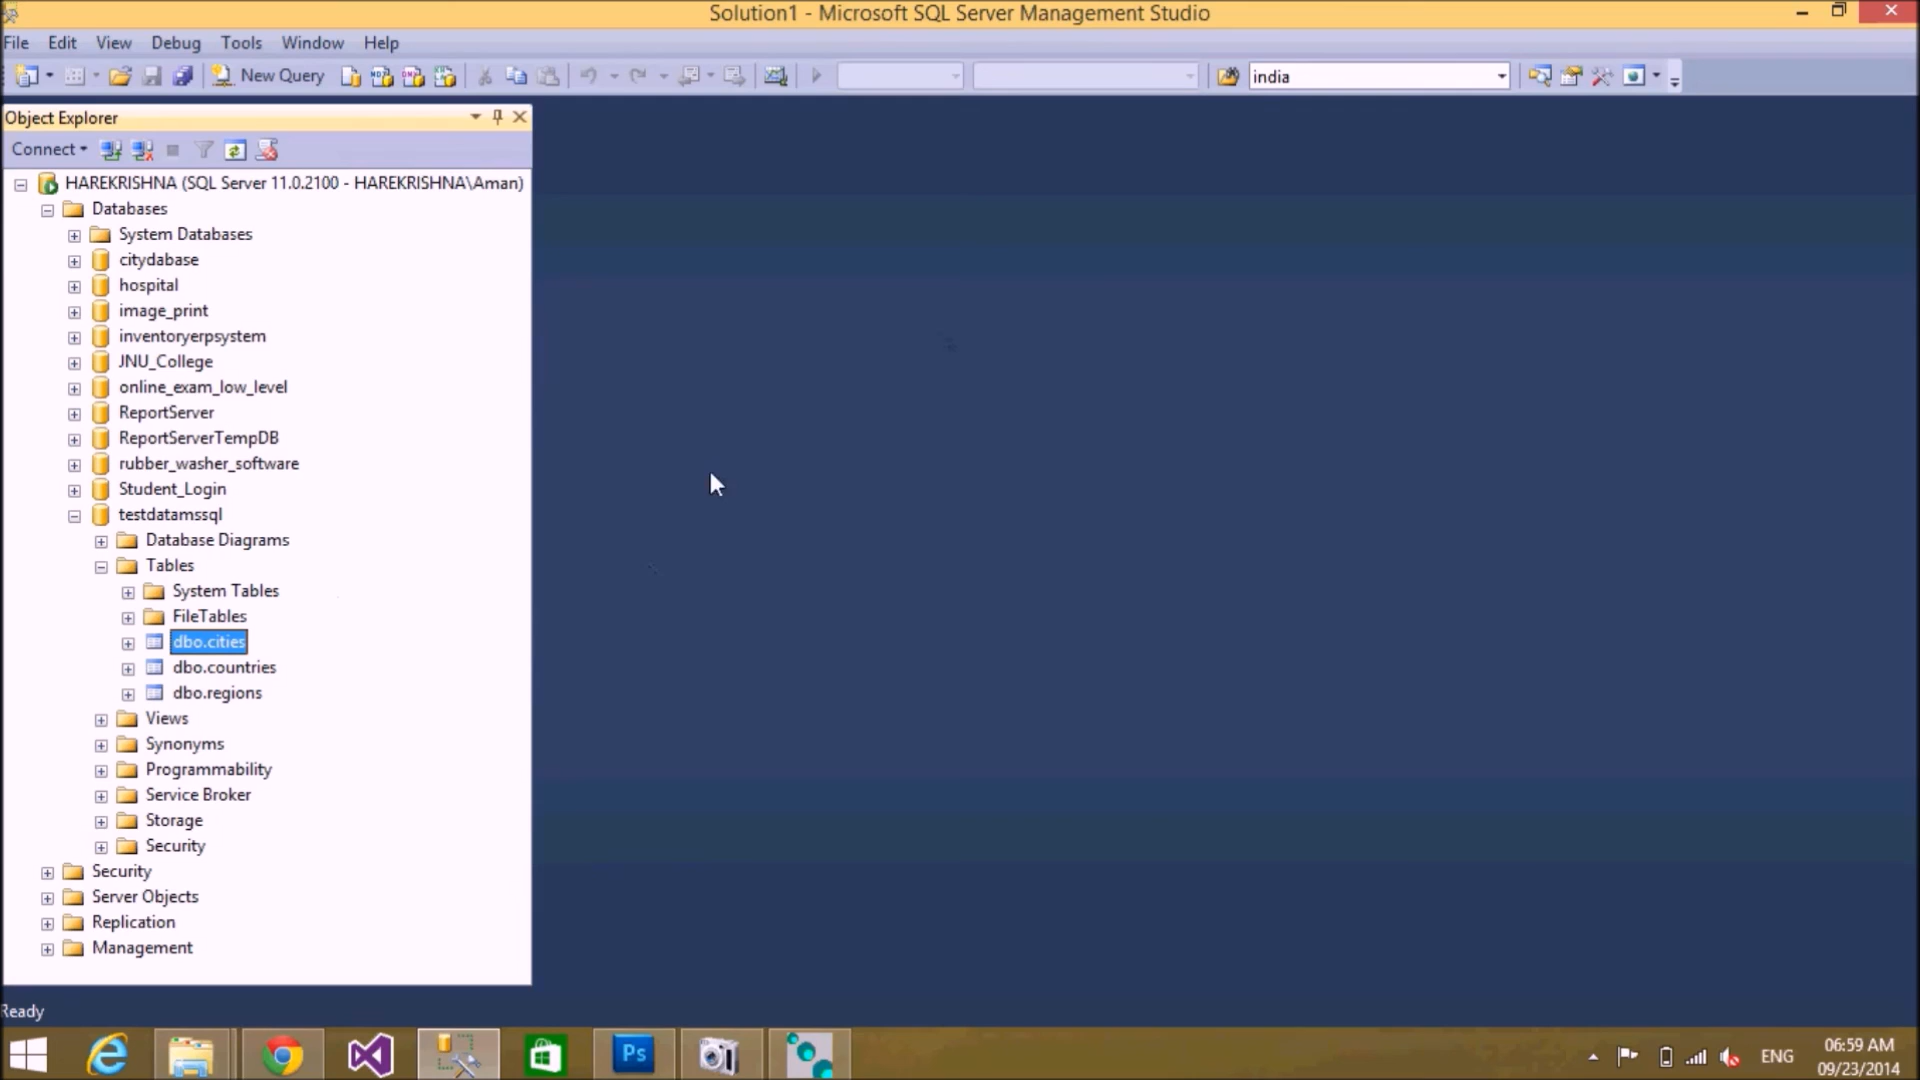 Solution1 - Microsoft SQL Server Management Studio
File Edit View Debug Tools Window Help
New Query
india
Object Explorer
Connect
HAREKRISHNA (SQL Server 11.0.2100 - HAREKRISHNA\Aman)
Databases
System Databases
citydabase
hospital
image_print
inventoryerpsystem
JNU_College
online_exam_low_level
ReportServer
ReportServerTempDB
rubber_washer_software
Student_Login
testdatamssql
Database Diagrams
Tables
System Tables
FileTables
dbo.cities
dbo.countries
dbo.regions
Views
Synonyms
Programmability
Service Broker
Storage
Security
Security
Server Objects
Replication
Management
Ready
Ps
ENG
06:59 AM
09/23/2014